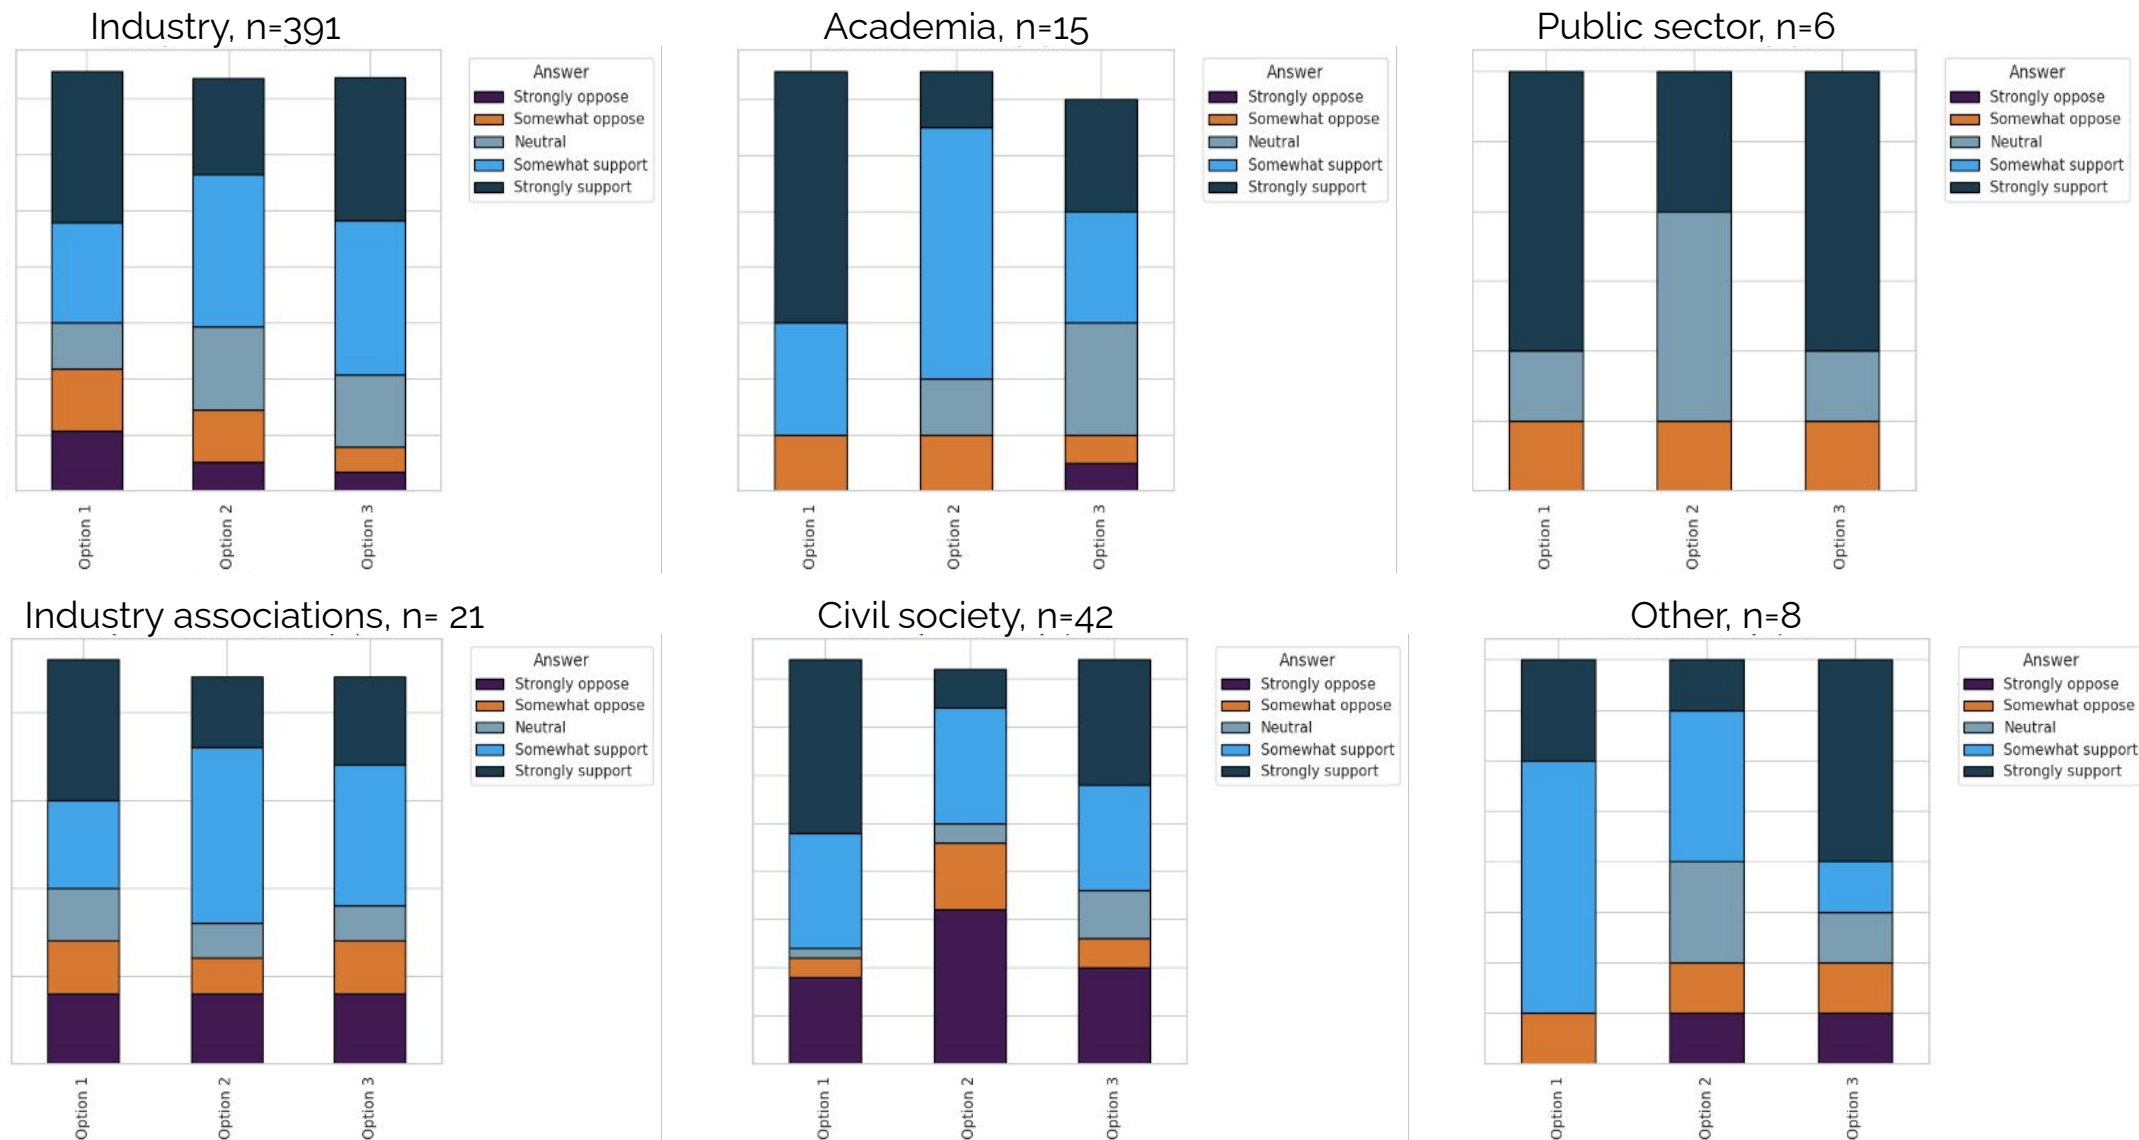 Industry, n=391
Answer
Strongly oppose
Somewhat oppose
Neutral
Somewhat support
Strongly support
Option 1
Option 2
Option 3
Academia, n=15
Answer
Strongly oppose
Somewhat oppose
Neutral
Somewhat support
Strongly support
Option 1
Option 2
Option 3
Public sector, n=6
Answer
Strongly oppose
Somewhat oppose
Neutral
Somewhat support
Strongly support
Option 1
Option 2
Option 3
Industry associations, n= 21
Answer
Strongly oppose
Somewhat oppose
Neutral
Somewhat support
Strongly support
Option 1
Option 2
Option 3
Civil society, n=42
Answer
Strongly oppose
Somewhat oppose
Neutral
Somewhat support
Strongly support
Option 1
Option 2
Option 3
Other, n=8
Answer
Strongly oppose
Somewhat oppose
Neutral
Somewhat support
Strongly support
Option 1
Option 2
Option 3